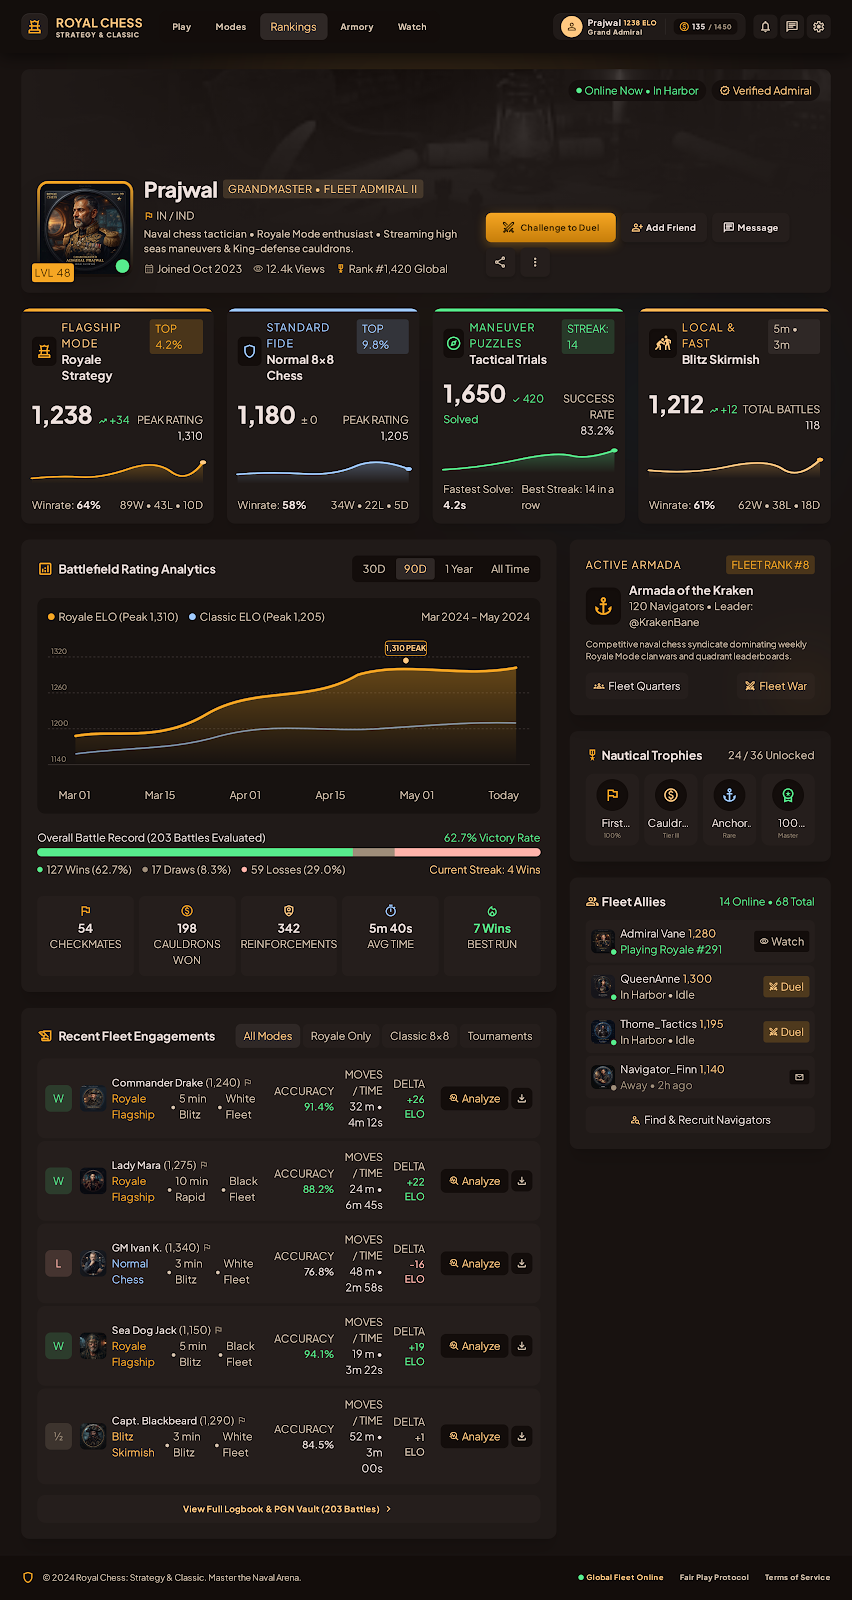 ROYAL CHESS
STRATEGY & CLASSIC
Play Modes Rankings Armory Watch
Prajwal 1238 ELO
Grand Admiral
135 / 1450
Online Now • In Harbor
Verified Admiral
LVL 48
Prajwal GRANDMASTER • FLEET ADMIRAL II
IN / IND
Naval chess tactician • Royale Mode enthusiast • Streaming high
seas maneuvers & King-defense cauldrons.
Joined Oct 2023 12.4k Views Rank #1,420 Global
Challenge to Duel Add Friend Message
FLAGSHIP
MODE
Royale
Strategy
TOP
4.2%
1,238 +34 PEAK RATING
1,310
Winrate: 64% 89W • 43L • 10D
STANDARD
FIDE
Normal 8×8
Chess
TOP
9.8%
1,180 ± 0 PEAK RATING
1,205
Winrate: 58% 34W • 22L • 5D
MANEUVER
PUZZLES
Tactical Trials
STREAK:
14
1,650 420
Solved
SUCCESS
RATE
83.2%
Fastest Solve:
4.2s
Best Streak: 14 in a
row
LOCAL &
FAST
Blitz Skirmish
5m •
3m
1,212 +12 TOTAL BATTLES
118
Winrate: 61% 62W • 38L • 18D
Battlefield Rating Analytics
30D 90D 1 Year All Time
Royale ELO (Peak 1,310) Classic ELO (Peak 1,205) Mar 2024 – May 2024
1320
1,310 PEAK
1260
1200
1140
Mar 01 Mar 15 Apr 01 Apr 15 May 01 Today
Overall Battle Record (203 Battles Evaluated) 62.7% Victory Rate
127 Wins (62.7%) 17 Draws (8.3%) 59 Losses (29.0%) Current Streak: 4 Wins
54
CHECKMATES
198
CAULDRONS
WON
342
REINFORCEMENTS
5m 40s
AVG TIME
7 Wins
BEST RUN
Recent Fleet Engagements
All Modes Royale Only Classic 8×8 Tournaments
W
Commander Drake (1,240)
Royale
Flagship
•
5 min
Blitz
•
White
Fleet
ACCURACY
91.4%
MOVES
/ TIME
32 m •
4m 12s
DELTA
+26
ELO
Analyze
W
Lady Mara (1,275)
Royale
Flagship
•
10 min
Rapid
•
Black
Fleet
ACCURACY
88.2%
MOVES
/ TIME
24 m •
6m 45s
DELTA
+22
ELO
Analyze
L
GM Ivan K. (1,340)
Normal
Chess
•
3 min
Blitz
•
White
Fleet
ACCURACY
76.8%
MOVES
/ TIME
48 m •
2m 58s
DELTA
-16
ELO
Analyze
W
Sea Dog Jack (1,150)
Royale
Flagship
•
5 min
Blitz
•
Black
Fleet
ACCURACY
94.1%
MOVES
/ TIME
19 m •
3m 22s
DELTA
+19
ELO
Analyze
½
Capt. Blackbeard (1,290)
Blitz
Skirmish
•
3 min
Blitz
•
White
Fleet
ACCURACY
84.5%
MOVES
/ TIME
52 m •
3m
00s
DELTA
+1
ELO
Analyze
View Full Logbook & PGN Vault (203 Battles)
ACTIVE ARMADA FLEET RANK #8
Armada of the Kraken
120 Navigators • Leader:
@KrakenBane
Competitive naval chess syndicate dominating weekly
Royale Mode clan wars and quadrant leaderboards.
Fleet Quarters Fleet War
Nautical Trophies 24 / 36 Unlocked
First...
100%
Cauldr...
Tier III
Anchor...
Rare
100...
Master
Fleet Allies 14 Online • 68 Total
Admiral Vane 1,280
Playing Royale #291
Watch
QueenAnne 1,300
In Harbor • Idle
Duel
Thorne_Tactics 1,195
In Harbor • Idle
Duel
Navigator_Finn 1,140
Away • 2h ago
Find & Recruit Navigators
© 2024 Royal Chess: Strategy & Classic. Master the Naval Arena.
Global Fleet Online Fair Play Protocol Terms of Service